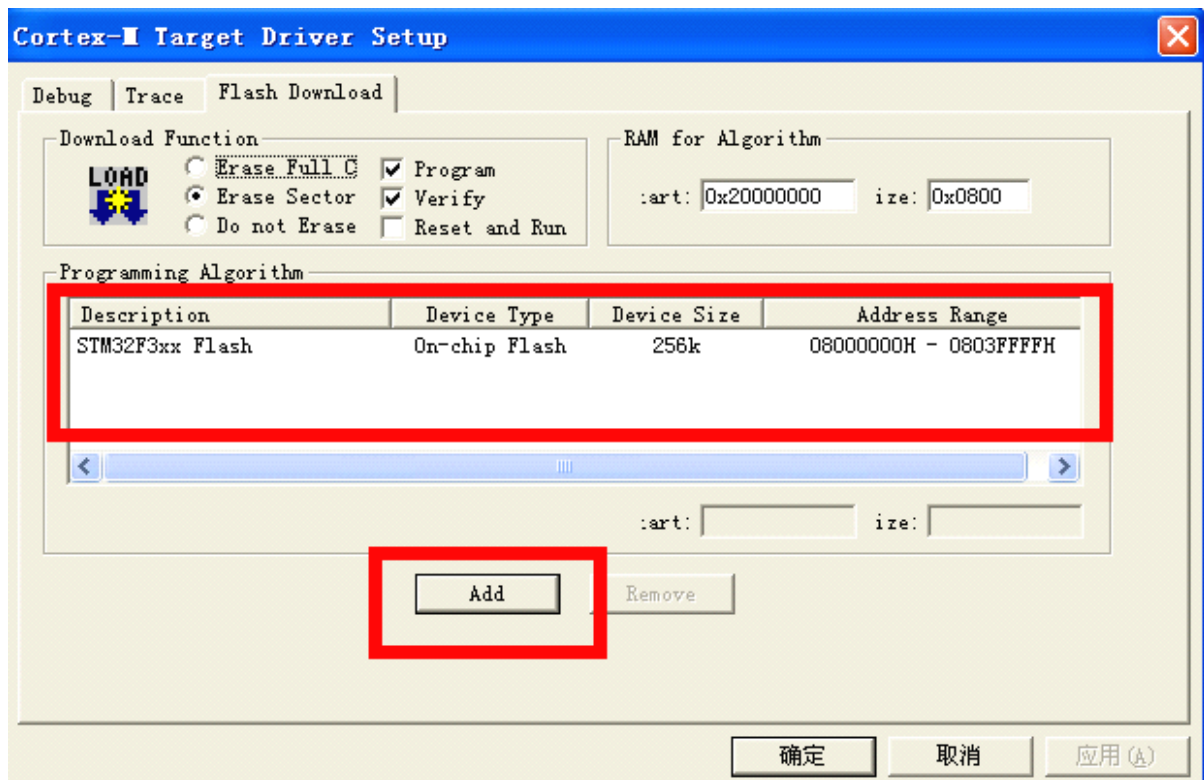 Cortex-M Target Driver Setup
Debug Trace Flash Download
Download Function
LOAD
Erase Full C
Erase Sector
Do not Erase
Program
Verify
Reset and Run
RAM for Algorithm
:art: 0x20000000 ize: 0x0800
Programming Algorithm
Description Device Type Device Size Address Range
STM32F3xx Flash On-chip Flash 256k 08000000H - 0803FFFFH
:art: ize:
Add Remove
确定 取消 应用(A)